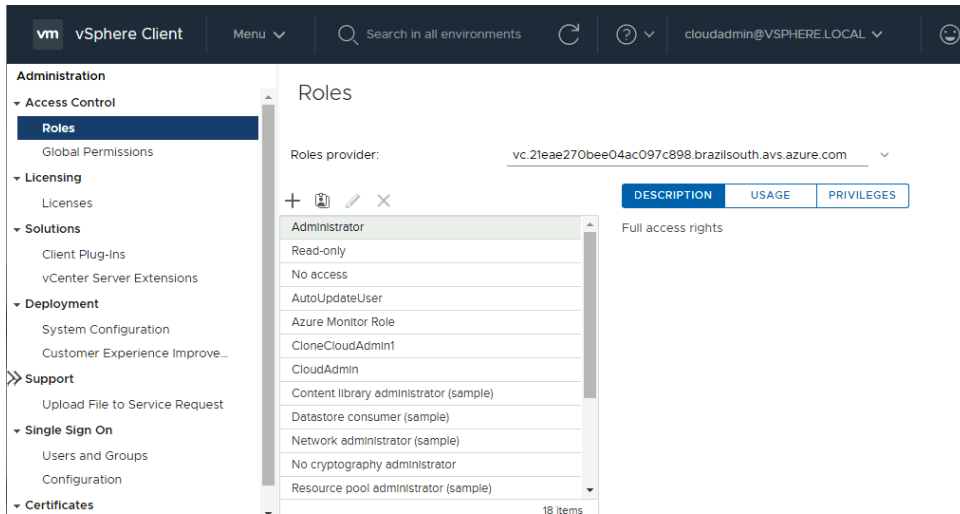 vm vSphere Client Menu Search in all environments cloudadmin@VSPHERE.LOCAL
Administration
Access Control
Roles
Global Permissions
Licensing
Licenses
Solutions
Client Plug-Ins
vCenter Server Extensions
Deployment
System Configuration
Customer Experience Improve...
Support
Upload File to Service Request
Single Sign On
Users and Groups
Configuration
Certificates
Roles
Roles provider: vc.21eae270bee04ac097c898.brazilsouth.avs.azure.com
Administrator
Read-only
No access
AutoUpdateUser
Azure Monitor Role
CloneCloudAdmin1
CloudAdmin
Content library administrator (sample)
Datastore consumer (sample)
Network administrator (sample)
No cryptography administrator
Resource pool administrator (sample)
18 items
DESCRIPTION USAGE PRIVILEGES
Full access rights